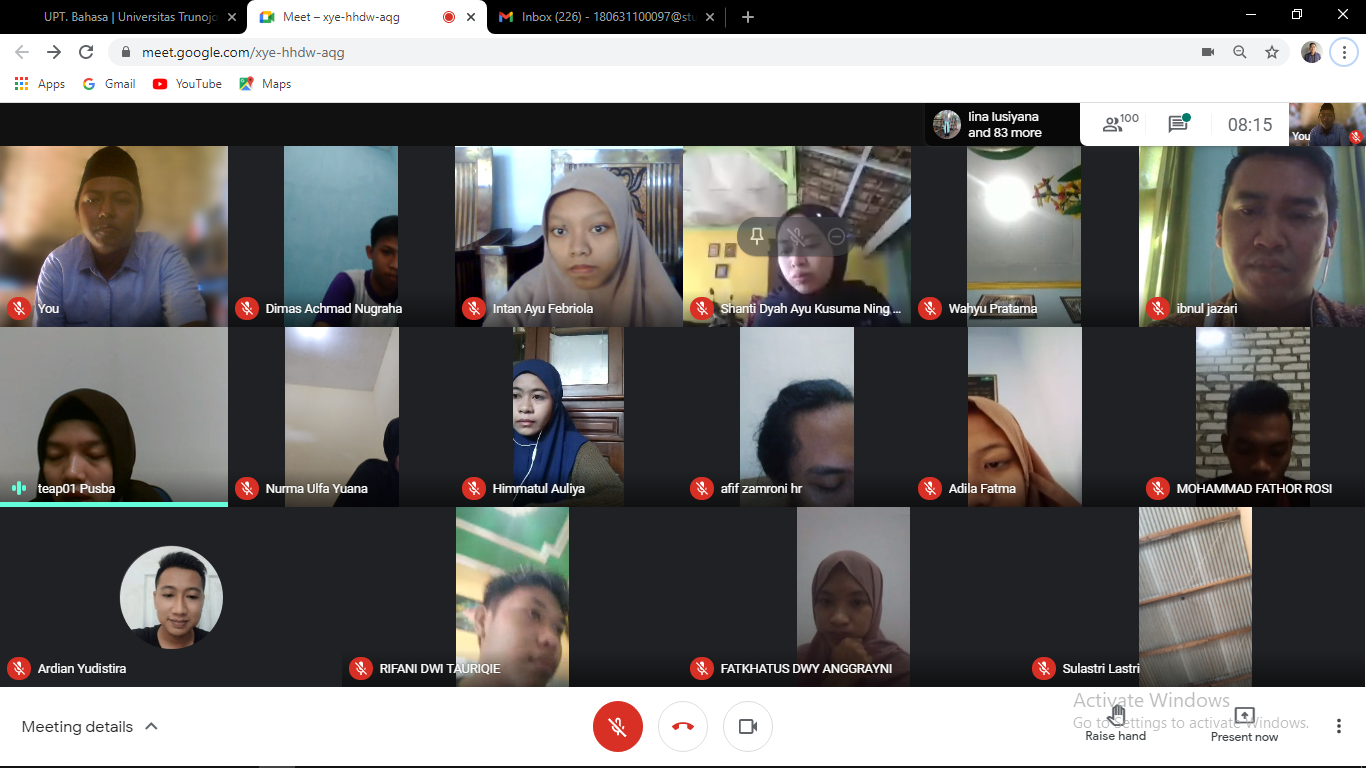 UPT. Bahasa | Universitas Trunojo
Meet – xye-hhdw-aqg
Inbox (226) - 180631100097@stu
meet.google.com/xye-hhdw-aqg
Apps Gmail YouTube Maps
lina lusiyana
and 83 more
100
08:15
You
You
Dimas Achmad Nugraha
Intan Ayu Febriola
Shanti Dyah Ayu Kusuma Ning ...
Wahyu Pratama
ibnul jazari
teap01 Pusba
Nurma Ulfa Yuana
Himmatul Auliya
afif zamroni hr
Adila Fatma
MOHAMMAD FATHOR ROSI
Ardian Yudistira
RIFANI DWI TAURIQIE
FATKHATUS DWY ANGGRAYNI
Sulastri Lastri
Meeting details
Activate Windows
Go to Settings to activate Windows.
Raise hand
Present now